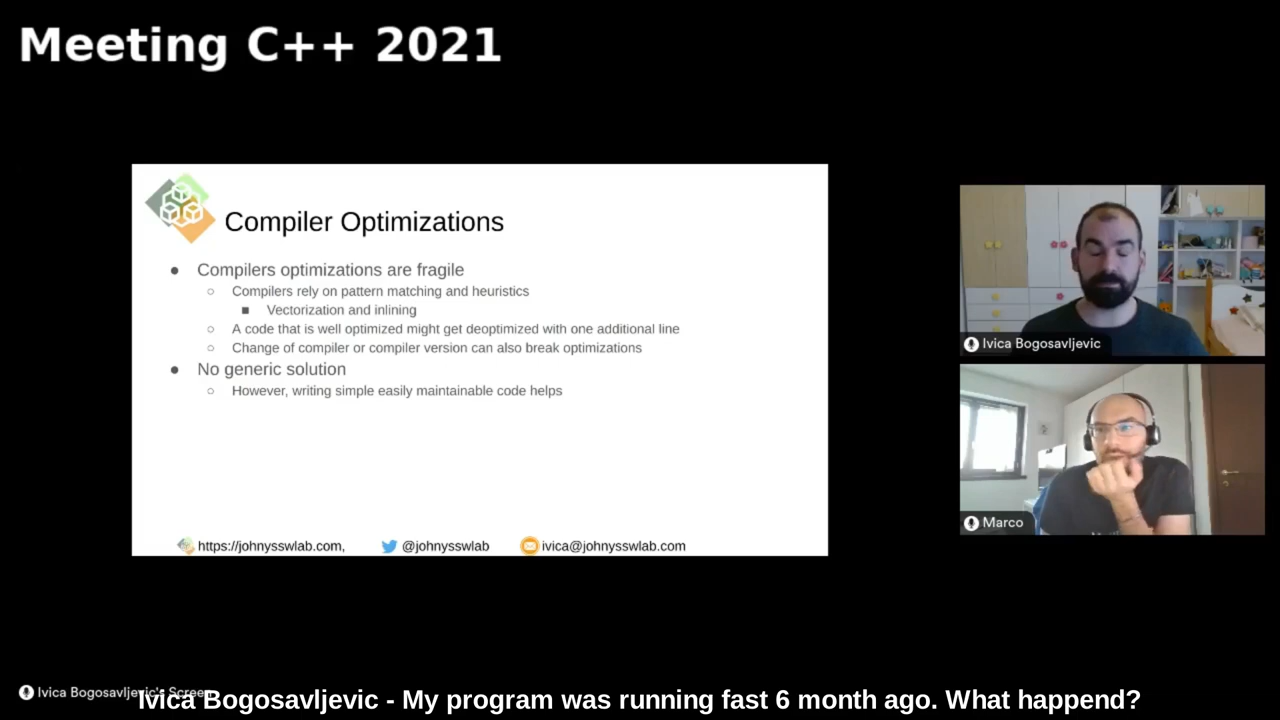 Meeting C++ 2021
Compiler Optimizations
● Compilers optimizations are fragile
○ Compilers rely on pattern matching and heuristics
■ Vectorization and inlining
○ A code that is well optimized might get deoptimized with one additional line
○ Change of compiler or compiler version can also break optimizations
● No generic solution
○ However, writing simple easily maintainable code helps
https://johnysswlab.com, @johnysswlab ivica@johnysswlab.com
Ivica Bogosavljevic
Marco
Ivica Bogosavljevic's Screen
Ivica Bogosavljevic - My program was running fast 6 month ago. What happend?